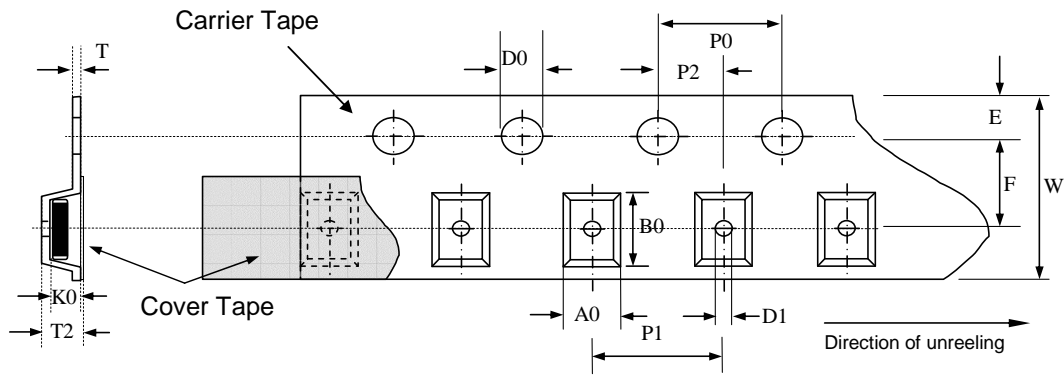 Carrier Tape
T
D0
P0
P2
E
F
W
B0
K0
Cover Tape
T2
A0
P1
D1
Direction of unreeling